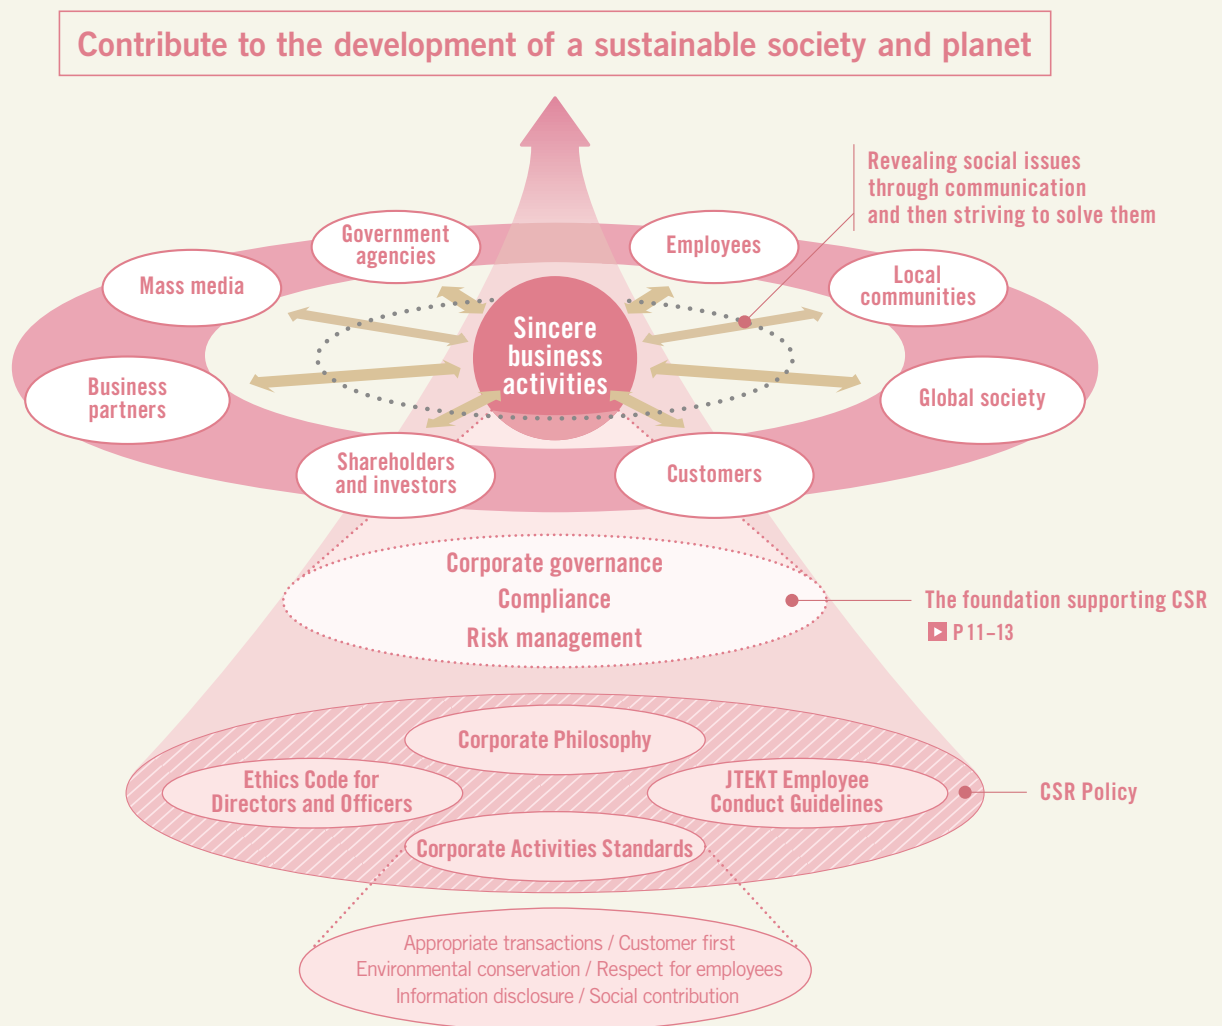 Contribute to the development of a sustainable society and planet
Revealing social issues
through communication
and then striving to solve them
Government
agencies
Employees
Mass media
Local
communities
Sincere
business
activities
Business
partners
Global society
Shareholders
and investors
Customers
Corporate governance
Compliance
Risk management
The foundation supporting CSR
P 11–13
Corporate Philosophy
Ethics Code for
Directors and Officers
JTEKT Employee
Conduct Guidelines
CSR Policy
Corporate Activities Standards
Appropriate transactions / Customer first
Environmental conservation / Respect for employees
Information disclosure / Social contribution